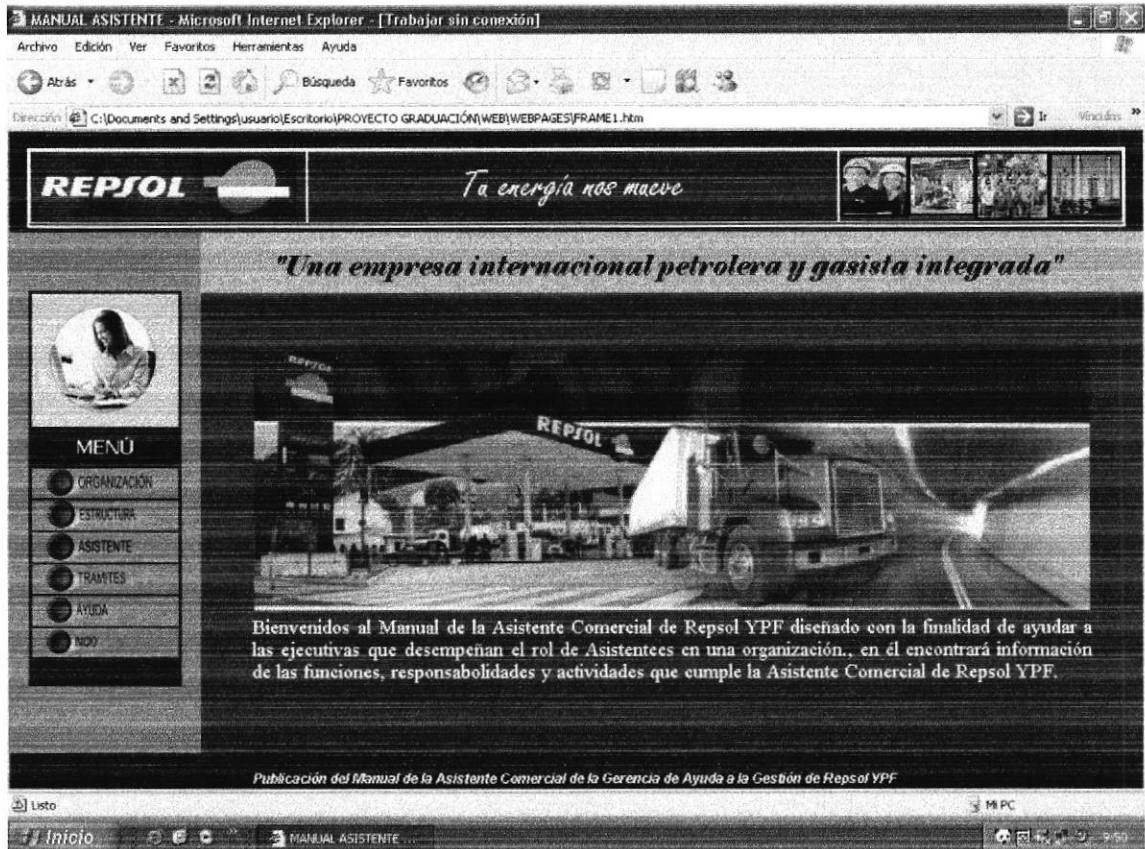 MANUAL ASISTENTE - Microsoft Internet Explorer - [Trabajar sin conexión]
Archivo Edición Ver Favoritos Herramientas Ayuda
Atrás Búsqueda Favoritos
Dirección C:\Documents and Settings\usuario\Escritorio\PROYECTO GRADUACIÓN\WEB\WEBPAGES\FRAME1.htm Ir Vínculos »
REPSOL Tu energía nos mueve
"Una empresa internacional petrolera y gasista integrada"
REPSOL
REPSOL
MENÚ
ORGANIZACIÓN
ESTRUCTURA
ASISTENTE
TRAMITES
AYUDA
INICIO
Bienvenidos al Manual de la Asistente Comercial de Repsol YPF diseñado con la finalidad de ayudar a
las ejecutivas que desempeñan el rol de Asistentees en una organización., en él encontrará información
de las funciones, responsabolidades y actividades que cumple la Asistente Comercial de Repsol YPF.
Publicación del Manual de la Asistente Comercial de la Gerencia de Ayuda a la Gestión de Repsol YPF
Listo Mi PC
Inicio MANUAL ASISTENTE ... 9:50